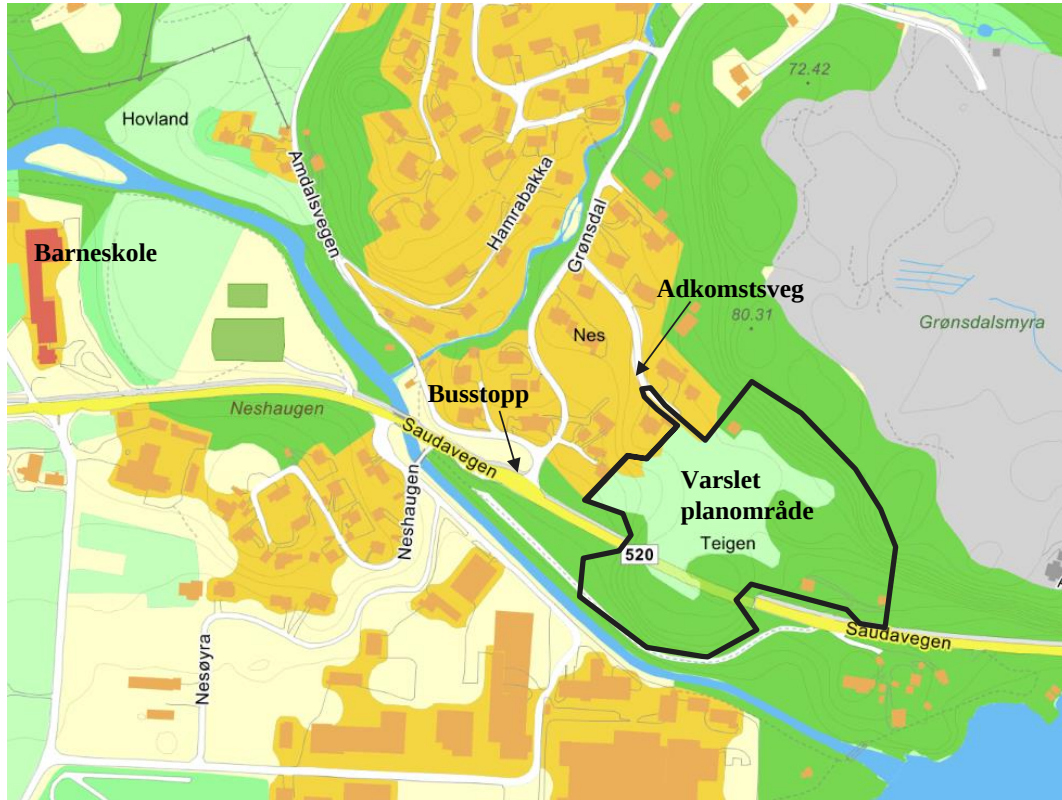 72.42
Hovland
Amdalsvegen
Hamrabakka
Barneskole
Grønsdal
Adkomstsveg
80.31
Grønsdalsmyra
Nes
Busstopp
Neshaugen
Saudavegen
Varslet
planområde
Neshaugen
Teigen
520
Saudavegen
Nesøyra
A